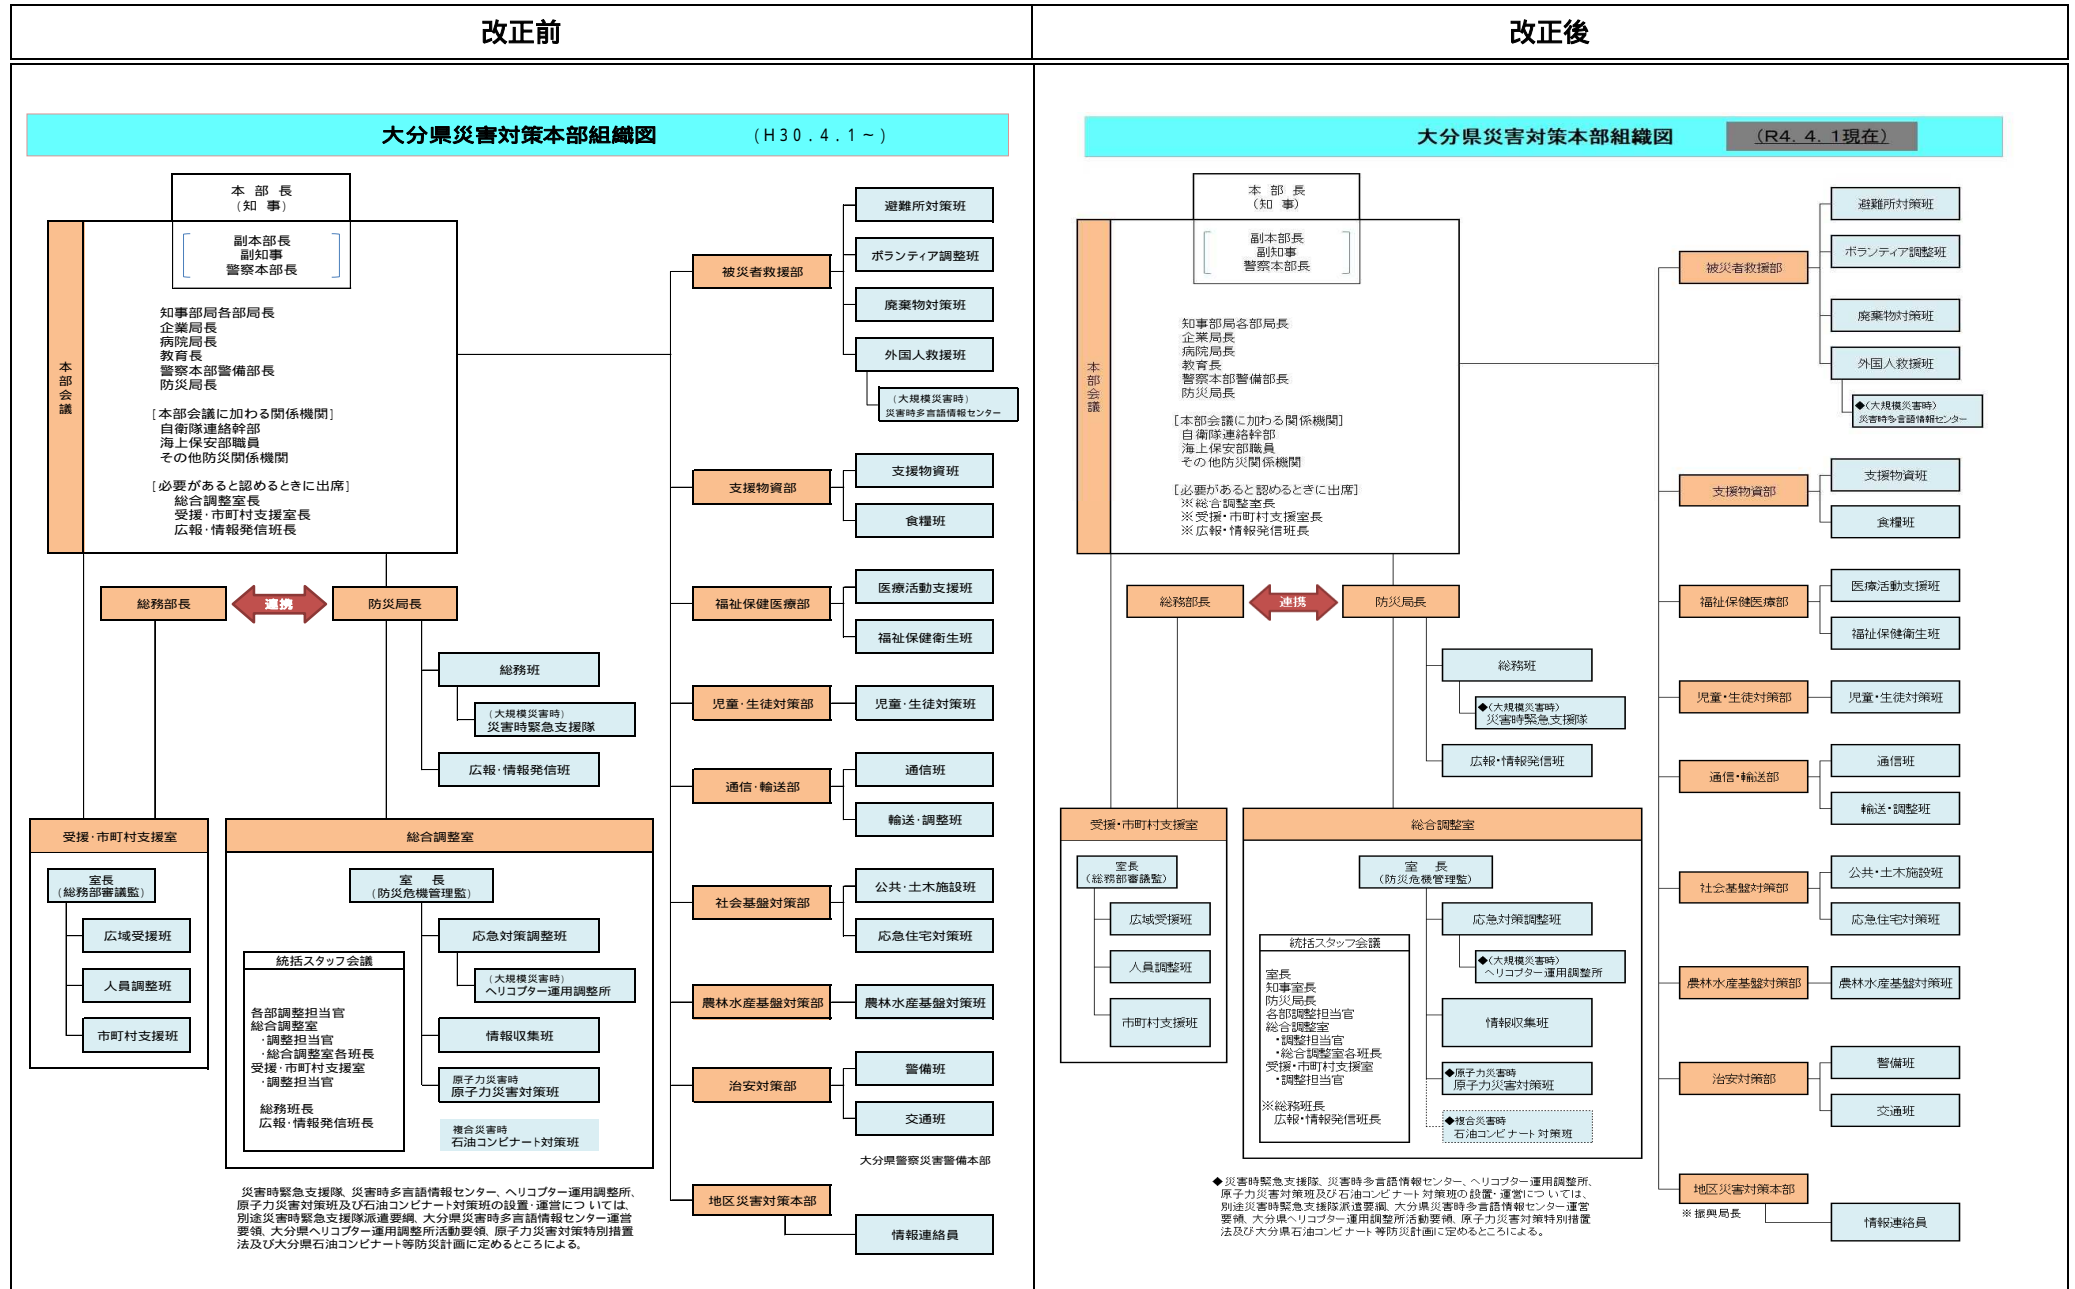 改正前
大分県災害対策本部組織図 (H30.4.1~)
本 部 長
(知 事)
副本部長
副知事
警察本部長
本部会議
知事部局各部局長
企業局長
病院局長
教育長
警察本部警備部長
防災局長
[本部会議に加わる関係機関]
自衛隊連絡幹部
海上保安部職員
その他防災関係機関
[必要があると認めるときに出席]
総合調整室長
受援・市町村支援室長
広報・情報発信班長
総務部長
連携
防災局長
総務班
(大規模災害時)
災害時緊急支援隊
広報・情報発信班
受援・市町村支援室
室長
(総務部審議監)
広域受援班
人員調整班
市町村支援班
総合調整室
室 長
(防災危機管理監)
統括スタッフ会議
各部調整担当官
総合調整室
・調整担当官
・総合調整室各班長
受援・市町村支援室
・調整担当官
総務班長
広報・情報発信班長
応急対策調整班
(大規模災害時)
ヘリコプター運用調整所
情報収集班
原子力災害時
原子力災害対策班
複合災害時
石油コンビナート対策班
災害時緊急支援隊、災害時多言語情報センター、ヘリコプター運用調整所、
原子力災害対策班及び石油コンビナート対策班の設置・運営については、
別途災害時緊急支援隊派遣要綱、大分県災害時多言語情報センター運営
要領、大分県ヘリコプター運用調整所活動要領、原子力災害対策特別措置
法及び大分県石油コンビナート等防災計画に定めるところによる。
被災者救援部
避難所対策班
ボランティア調整班
廃棄物対策班
外国人救援班
(大規模災害時)
災害時多言語情報センター
支援物資部
支援物資班
食糧班
福祉保健医療部
医療活動支援班
福祉保健衛生班
児童・生徒対策部
児童・生徒対策班
通信・輸送部
通信班
輸送・調整班
社会基盤対策部
公共・土木施設班
応急住宅対策班
農林水産基盤対策部
農林水産基盤対策班
治安対策部
警備班
交通班
大分県警察災害警備本部
地区災害対策本部
情報連絡員
改正後
大分県災害対策本部組織図 (R4.4.1現在)
本 部 長
(知 事)
副本部長
副知事
警察本部長
本部会議
知事部局各部局長
企業局長
病院局長
教育長
警察本部警備部長
防災局長
[本部会議に加わる関係機関]
自衛隊連絡幹部
海上保安部職員
その他防災関係機関
[必要があると認めるときに出席]
※総合調整室長
※受援・市町村支援室長
※広報・情報発信班長
総務部長
連携
防災局長
総務班
◆(大規模災害時)
災害時緊急支援隊
広報・情報発信班
受援・市町村支援室
室長
(総務部審議監)
広域受援班
人員調整班
市町村支援班
総合調整室
室 長
(防災危機管理監)
統括スタッフ会議
室長
知事室長
防災局長
各部調整担当官
総合調整室
・調整担当官
・総合調整室各班長
受援・市町村支援室
・調整担当官
※総務班長
広報・情報発信班長
応急対策調整班
◆(大規模災害時)
ヘリコプター運用調整所
情報収集班
◆原子力災害時
原子力災害対策班
◆複合災害時
石油コンビナート対策班
◆災害時緊急支援隊、災害時多言語情報センター、ヘリコプター運用調整所、
原子力災害対策班及び石油コンビナート対策班の設置・運営については、
別途災害時緊急支援隊派遣要綱、大分県災害時多言語情報センター運営
要領、大分県ヘリコプター運用調整所活動要領、原子力災害対策特別措置
法及び大分県石油コンビナート等防災計画に定めるところによる。
被災者救援部
避難所対策班
ボランティア調整班
廃棄物対策班
外国人救援班
◆(大規模災害時)
災害時多言語情報センター
支援物資部
支援物資班
食糧班
福祉保健医療部
医療活動支援班
福祉保健衛生班
児童・生徒対策部
児童・生徒対策班
通信・輸送部
通信班
輸送・調整班
社会基盤対策部
公共・土木施設班
応急住宅対策班
農林水産基盤対策部
農林水産基盤対策班
治安対策部
警備班
交通班
地区災害対策本部
※振興局長
情報連絡員